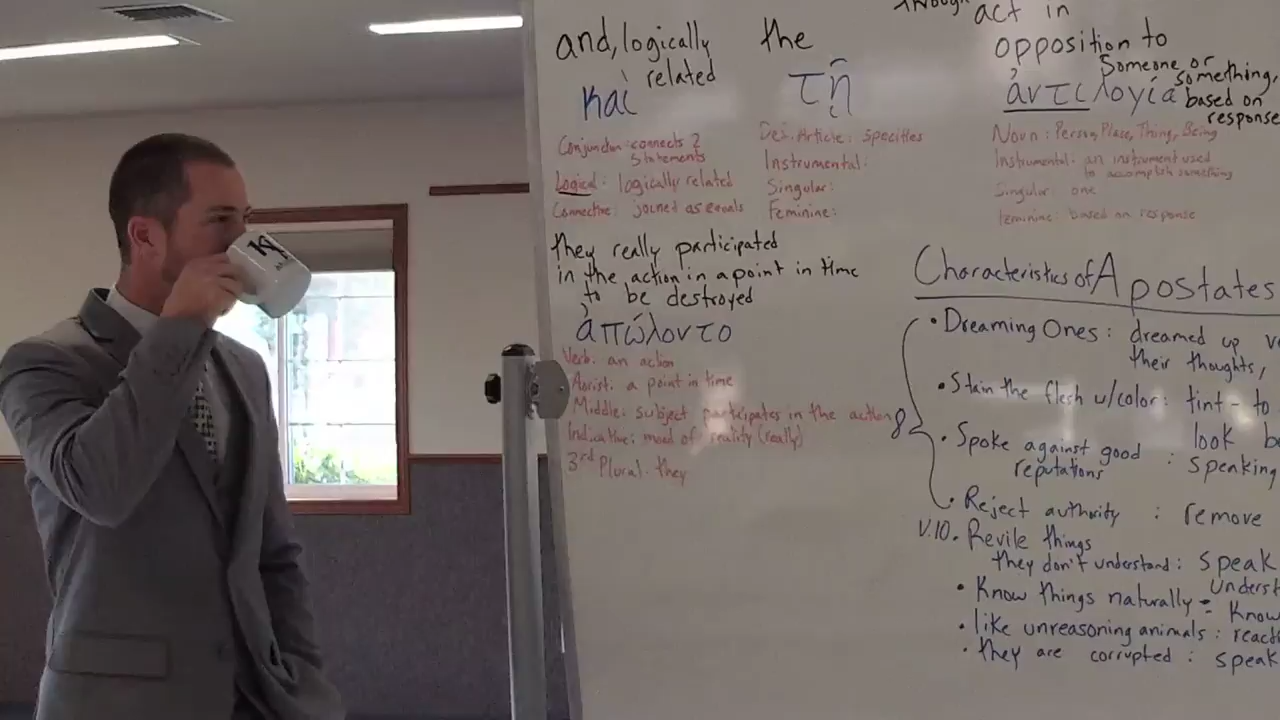 and, logically
related
καὶ
Conjunction: connects 2
statements
Logical: logically related
Connective: joined as equals
the
τῇ
Def. Article: Specifies
Instrumental:
Singular:
Feminine:
through
act in
opposition to
Someone or
something,
based on
response
ἀντιλογίᾳ
Noun: Person, Place, Thing, Being
Instrumental: an instrument used
to accomplish something
Singular: one
feminine: based on response
they really participated
in the action in a point in time
to be destroyed
ἀπώλοντο
Verb: an action
Aorist: a point in time
Middle: subject participates in the action
Indicative: mood of reality (really)
3rd Plural: they
Characteristics of Apostates
8
• Dreaming Ones: dreamed up
their thoughts,
• Stain the flesh w/color: tint - to
look
• Spoke against good
reputations : speaking
• Reject authority : remove
V.10. Revile things
they don't understand: speak
• Know things naturally : Know
• like unreasoning animals:
• they are corrupted : speak